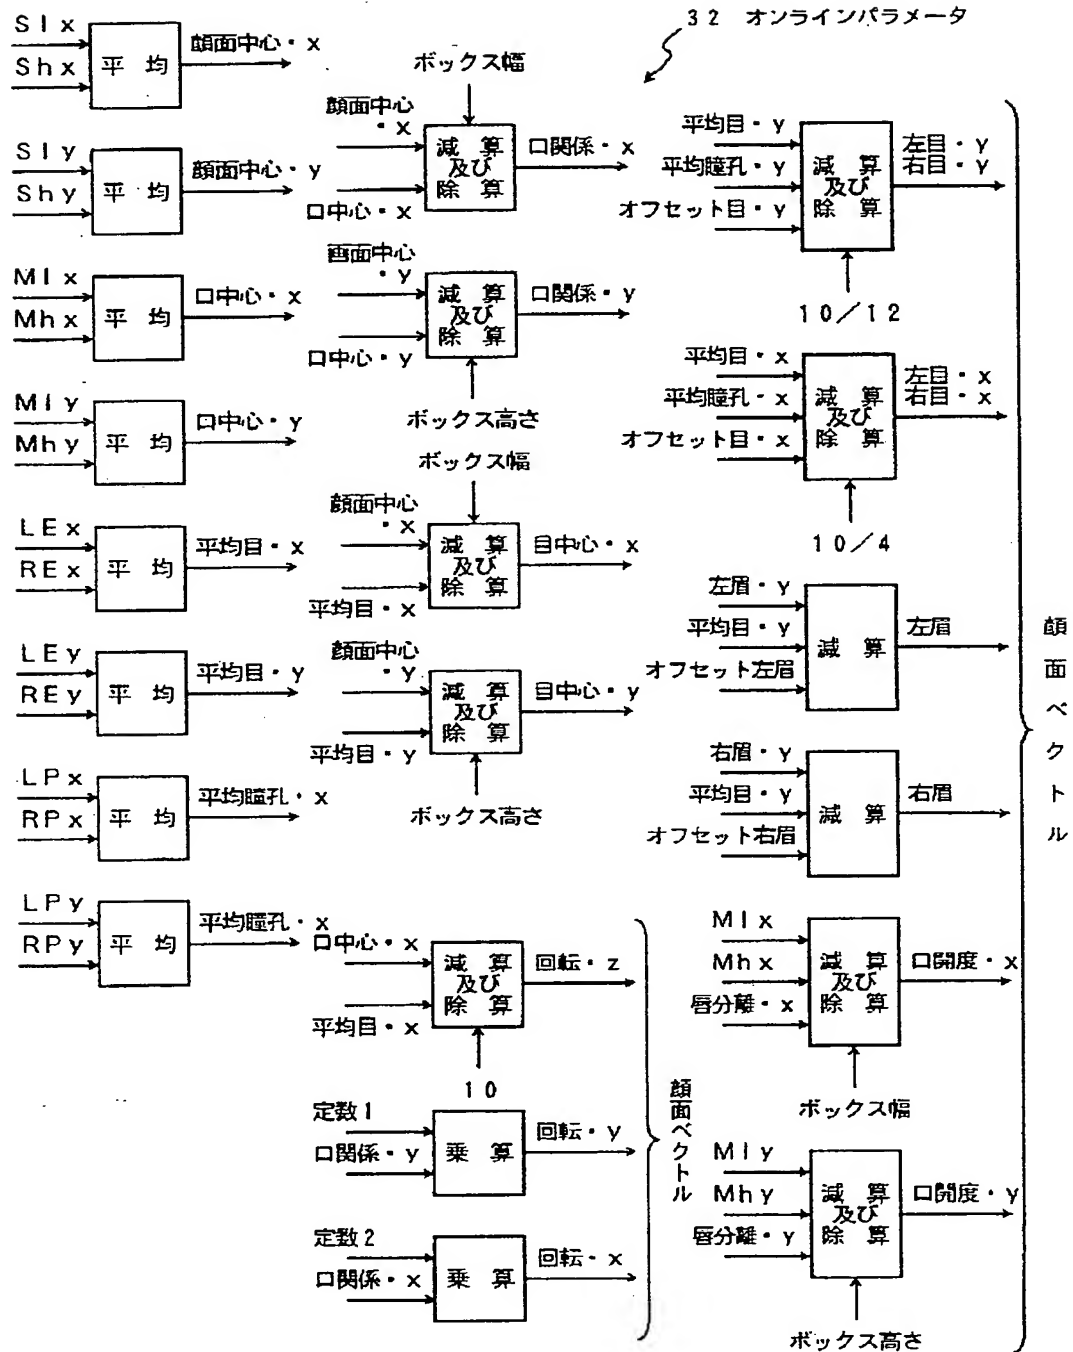 32 オンラインパラメータ
Slx
Shx
平均
顔面中心・x
Sly
Shy
平均
顔面中心・y
Mlx
Mhx
平均
口中心・x
Mly
Mhy
平均
口中心・y
LEx
REx
平均
平均目・x
LEy
REy
平均
平均目・y
LPx
RPx
平均
平均瞳孔・x
LPy
RPy
平均
平均瞳孔・x
ボックス幅
顔面中心
・x
口中心・x
減算
及び
除算
口関係・x
画面中心
・y
口中心・y
減算
及び
除算
口関係・y
ボックス高さ
ボックス幅
顔面中心
・x
平均目・x
減算
及び
除算
目中心・x
顔面中心
・y
平均目・y
減算
及び
除算
目中心・y
ボックス高さ
口中心・x
平均目・x
減算
及び
除算
回転・z
10
定数1
口関係・y
乗算
回転・y
定数2
口関係・x
乗算
回転・x
顔面ベクトル
平均目・y
平均瞳孔・y
オフセット目・y
減算
及び
除算
左目・y
右目・y
10/12
平均目・x
平均瞳孔・x
オフセット目・x
減算
及び
除算
左目・x
右目・x
10/4
左眉・y
平均目・y
オフセット左眉
減算
左眉
右眉・y
平均目・y
オフセット右眉
減算
右眉
Mlx
Mhx
唇分離・x
減算
及び
除算
口開度・x
ボックス幅
Mly
Mhy
唇分離・y
減算
及び
除算
口開度・y
ボックス高さ
顔面ベクトル